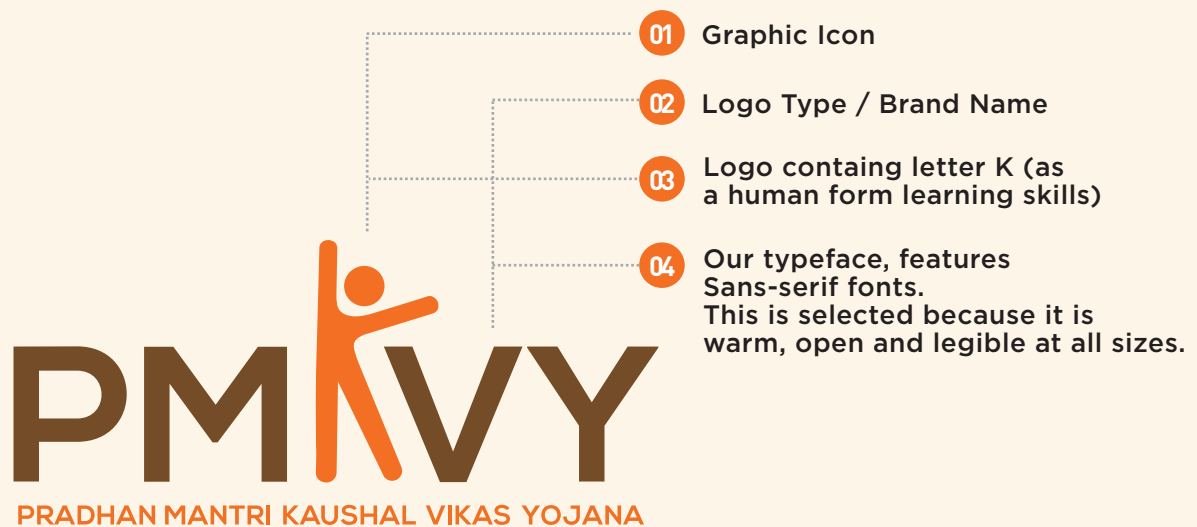 01 Graphic Icon
02 Logo Type / Brand Name
03 Logo containg letter K (as
a human form learning skills)
04 Our typeface, features
Sans-serif fonts.
This is selected because it is
warm, open and legible at all sizes.
PMKVY
PRADHAN MANTRI KAUSHAL VIKAS YOJANA